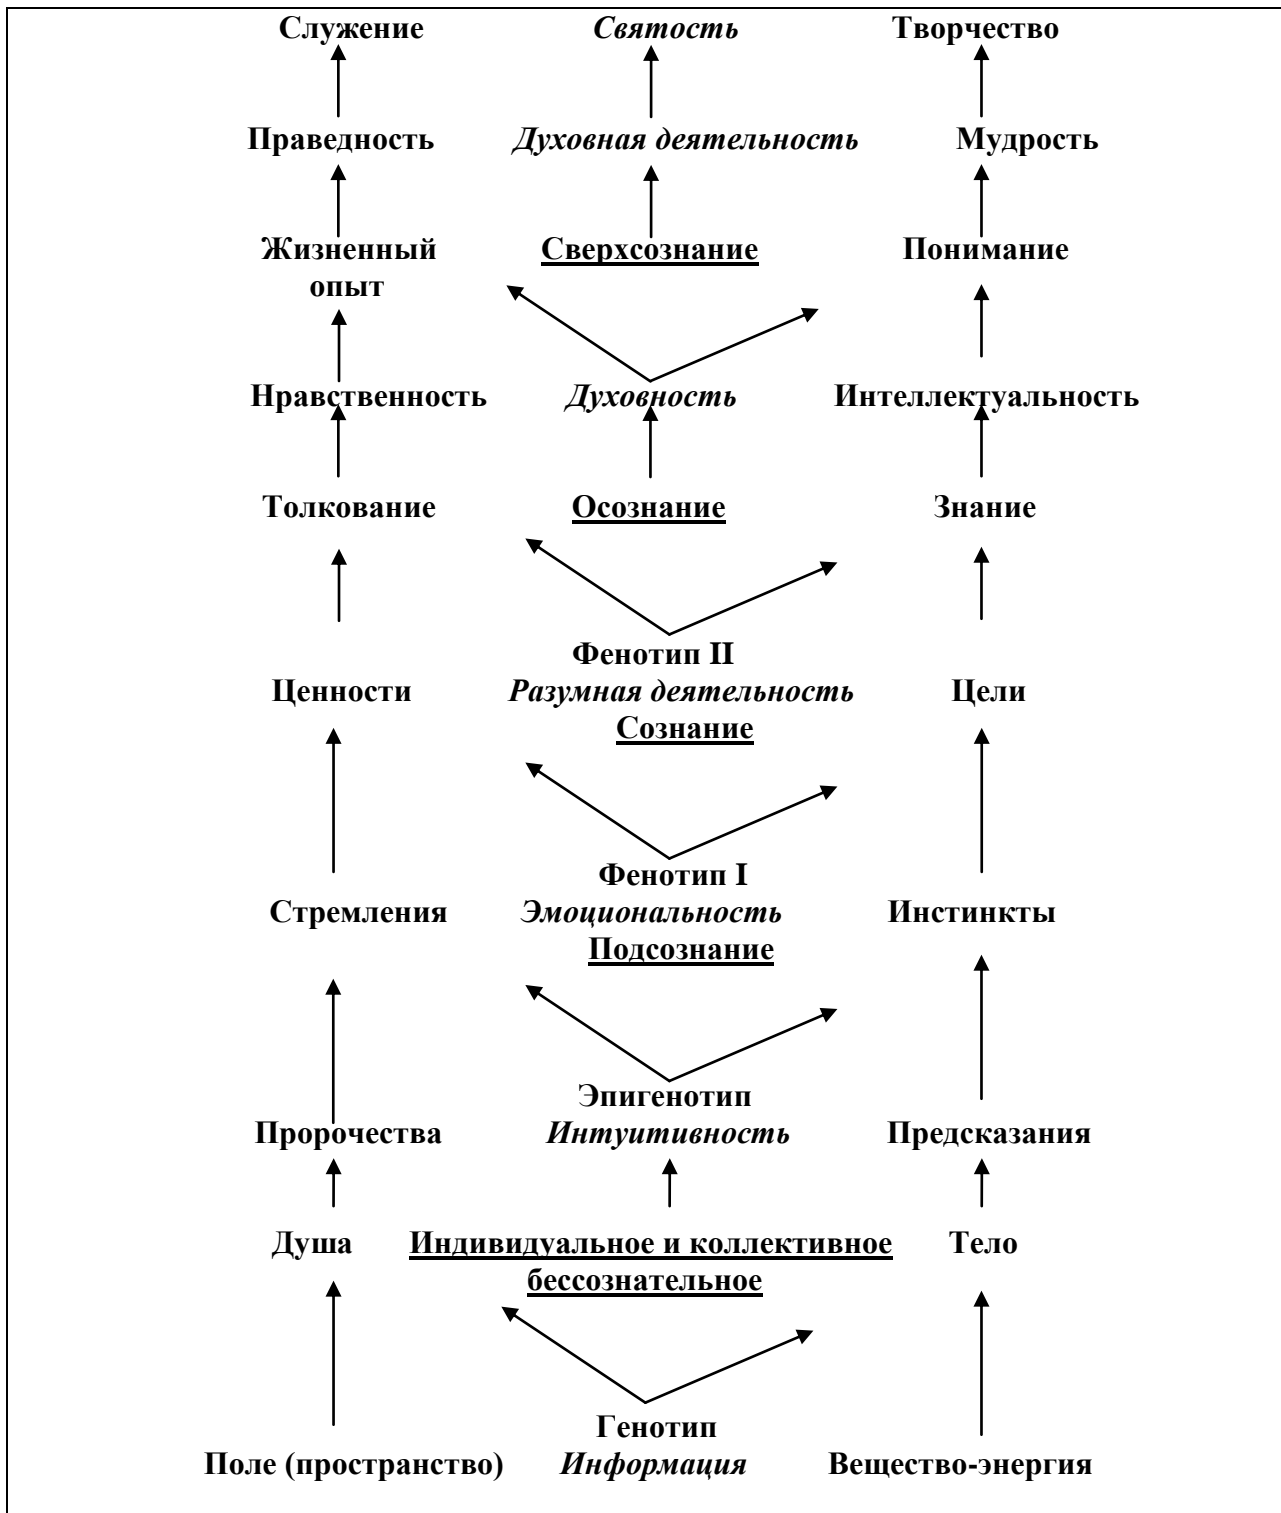 Служение Святость Творчество
Праведность Духовная деятельность Мудрость
Жизненный Сверхсознание Понимание
опыт
Нравственность Духовность Интеллектуальность
Толкование Осознание Знание
Фенотип II
Ценности Разумная деятельность Цели
Сознание
Фенотип I
Стремления Эмоциональность Инстинкты
Подсознание
Эпигенотип
Пророчества Интуитивность Предсказания
Душа Индивидуальное и коллективное Тело
бессознательное
Генотип
Поле (пространство) Информация Вещество-энергия